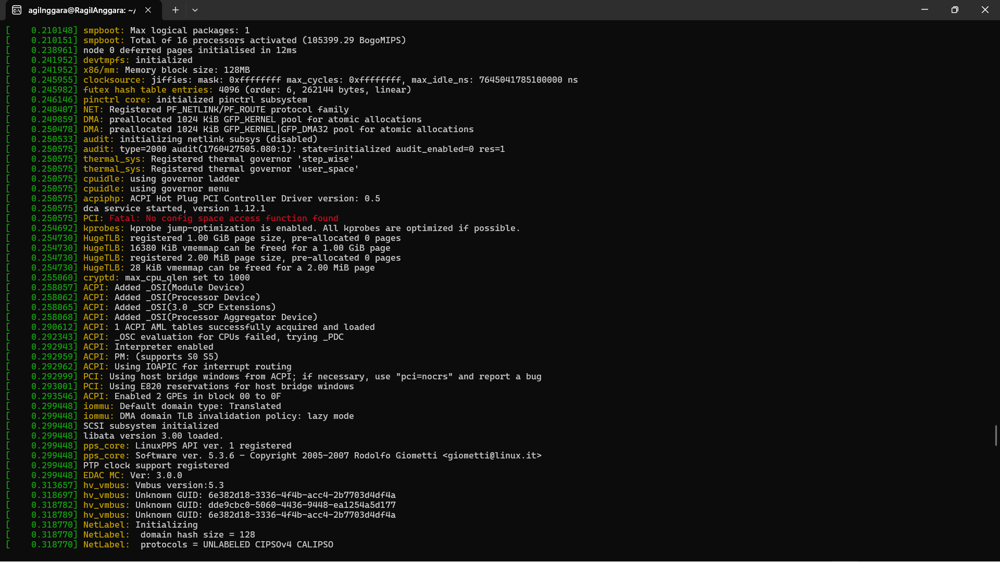 agilnggara@RagilAnggara: ~/
[    0.210148] smpboot: Max logical packages: 1
[    0.210151] smpboot: Total of 16 processors activated (105399.29 BogoMIPS)
[    0.238961] node 0 deferred pages initialised in 12ms
[    0.241952] devtmpfs: initialized
[    0.241952] x86/mm: Memory block size: 128MB
[    0.245955] clocksource: jiffies: mask: 0xffffffff max_cycles: 0xffffffff, max_idle_ns: 7645041785100000 ns
[    0.245982] futex hash table entries: 4096 (order: 6, 262144 bytes, linear)
[    0.246146] pinctrl core: initialized pinctrl subsystem
[    0.248407] NET: Registered PF_NETLINK/PF_ROUTE protocol family
[    0.249859] DMA: preallocated 1024 KiB GFP_KERNEL pool for atomic allocations
[    0.250478] DMA: preallocated 1024 KiB GFP_KERNEL|GFP_DMA32 pool for atomic allocations
[    0.250533] audit: initializing netlink subsys (disabled)
[    0.250575] audit: type=2000 audit(1760427505.080:1): state=initialized audit_enabled=0 res=1
[    0.250575] thermal_sys: Registered thermal governor 'step_wise'
[    0.250575] thermal_sys: Registered thermal governor 'user_space'
[    0.250575] cpuidle: using governor ladder
[    0.250575] cpuidle: using governor menu
[    0.250575] acpiphp: ACPI Hot Plug PCI Controller Driver version: 0.5
[    0.250575] dca service started, version 1.12.1
[    0.250575] PCI: Fatal: No config space access function found
[    0.254692] kprobes: kprobe jump-optimization is enabled. All kprobes are optimized if possible.
[    0.254730] HugeTLB: registered 1.00 GiB page size, pre-allocated 0 pages
[    0.254730] HugeTLB: 16380 KiB vmemmap can be freed for a 1.00 GiB page
[    0.254730] HugeTLB: registered 2.00 MiB page size, pre-allocated 0 pages
[    0.254730] HugeTLB: 28 KiB vmemmap can be freed for a 2.00 MiB page
[    0.255060] cryptd: max_cpu_qlen set to 1000
[    0.258057] ACPI: Added _OSI(Module Device)
[    0.258062] ACPI: Added _OSI(Processor Device)
[    0.258065] ACPI: Added _OSI(3.0 _SCP Extensions)
[    0.258068] ACPI: Added _OSI(Processor Aggregator Device)
[    0.290612] ACPI: 1 ACPI AML tables successfully acquired and loaded
[    0.292343] ACPI: _OSC evaluation for CPUs failed, trying _PDC
[    0.292943] ACPI: Interpreter enabled
[    0.292959] ACPI: PM: (supports S0 S5)
[    0.292962] ACPI: Using IOAPIC for interrupt routing
[    0.292999] PCI: Using host bridge windows from ACPI; if necessary, use "pci=nocrs" and report a bug
[    0.293001] PCI: Using E820 reservations for host bridge windows
[    0.293546] ACPI: Enabled 2 GPEs in block 00 to 0F
[    0.299448] iommu: Default domain type: Translated
[    0.299448] iommu: DMA domain TLB invalidation policy: lazy mode
[    0.299448] SCSI subsystem initialized
[    0.299448] libata version 3.00 loaded.
[    0.299448] pps_core: LinuxPPS API ver. 1 registered
[    0.299448] pps_core: Software ver. 5.3.6 - Copyright 2005-2007 Rodolfo Giometti <giometti@linux.it>
[    0.299448] PTP clock support registered
[    0.299448] EDAC MC: Ver: 3.0.0
[    0.313657] hv_vmbus: Vmbus version:5.3
[    0.318697] hv_vmbus: Unknown GUID: 6e382d18-3336-4f4b-acc4-2b7703d4df4a
[    0.318782] hv_vmbus: Unknown GUID: dde9cbc0-5060-4436-9448-ea1254a5d177
[    0.318789] hv_vmbus: Unknown GUID: 6e382d18-3336-4f4b-acc4-2b7703d4df4a
[    0.318770] NetLabel: Initializing
[    0.318770] NetLabel:  domain hash size = 128
[    0.318770] NetLabel:  protocols = UNLABELED CIPSOv4 CALIPSO